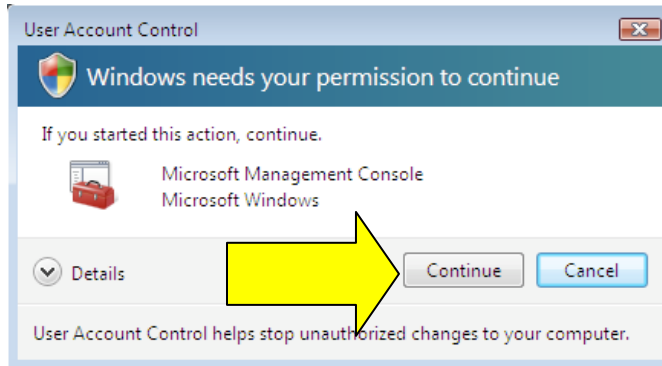 User Account Control
Windows needs your permission to continue
If you started this action, continue.
Microsoft Management Console
Microsoft Windows
Details
Continue
Cancel
User Account Control helps stop unauthorized changes to your computer.